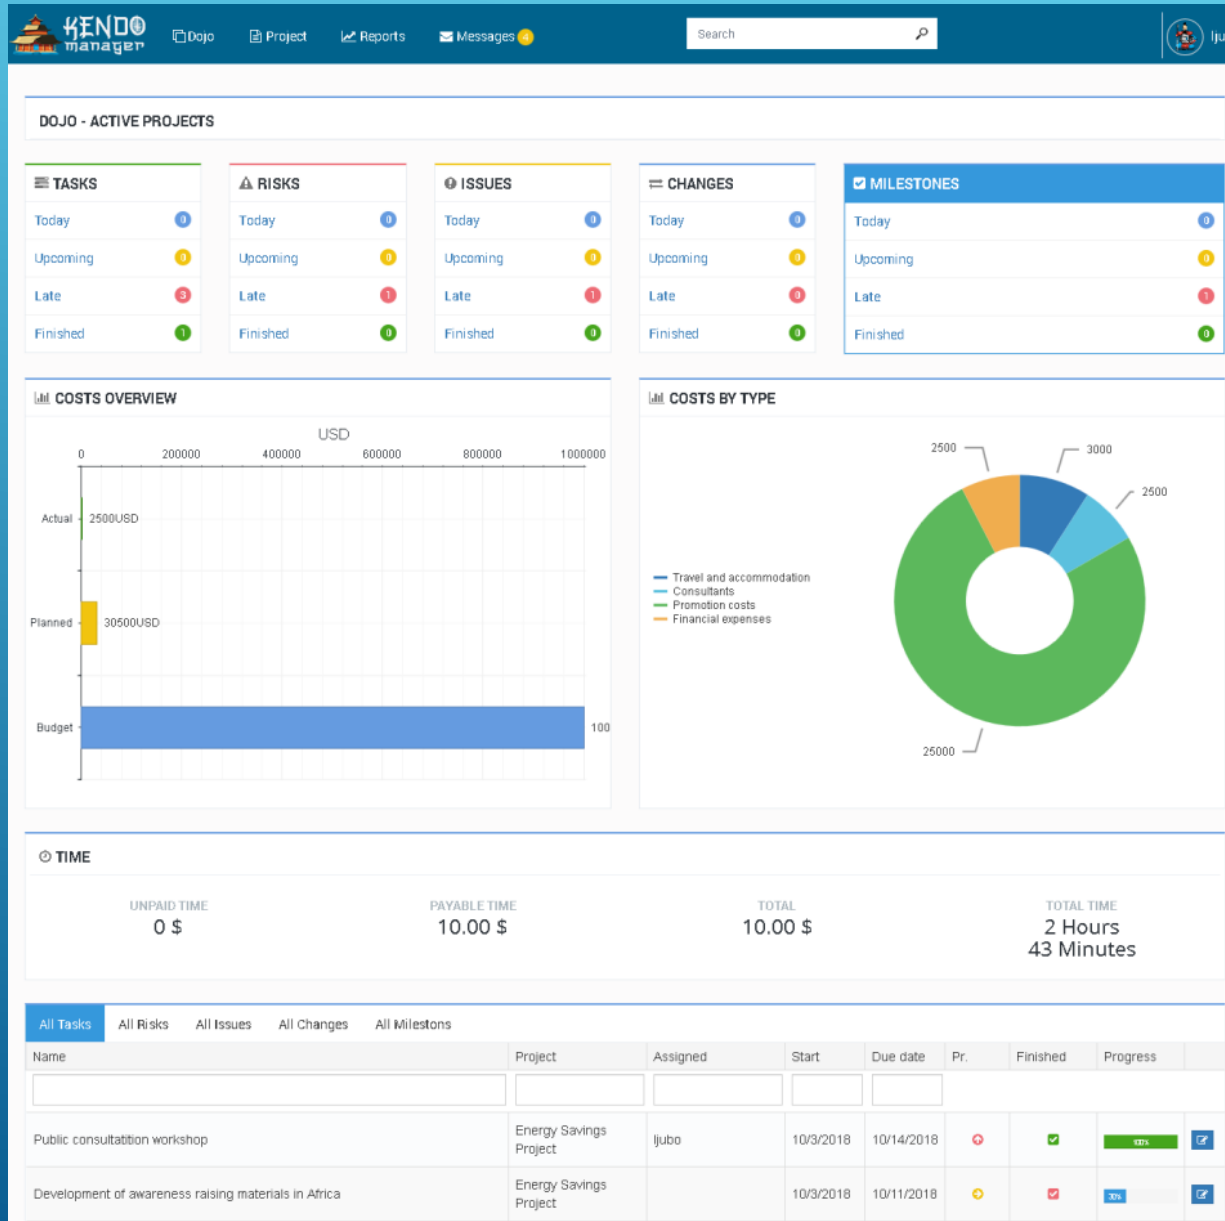 KENDO
manager
Dojo Project Reports Messages 4 Search lju
DOJO - ACTIVE PROJECTS
TASKS
Today 0
Upcoming 0
Late 3
Finished 1
RISKS
Today 0
Upcoming 0
Late 1
Finished 0
ISSUES
Today 0
Upcoming 0
Late 1
Finished 0
CHANGES
Today 0
Upcoming 0
Late 0
Finished 0
MILESTONES
Today 0
Upcoming 0
Late 1
Finished 0
COSTS OVERVIEW
USD
0 200000 400000 600000 800000 1000000
Actual 2500USD
Planned 30500USD
Budget 100
COSTS BY TYPE
2500 3000
2500
Travel and accommodation
Consultants
Promotion costs
Financial expenses
25000
TIME
UNPAID TIME
0 $
PAYABLE TIME
10.00 $
TOTAL
10.00 $
TOTAL TIME
2 Hours
43 Minutes
All Tasks All Risks All Issues All Changes All Milestons
Name Project Assigned Start Due date Pr. Finished Progress
Public consultatition workshop Energy Savings Project ljubo 10/3/2018 10/14/2018 100%
Development of awareness raising materials in Africa Energy Savings Project 10/3/2018 10/11/2018 30%